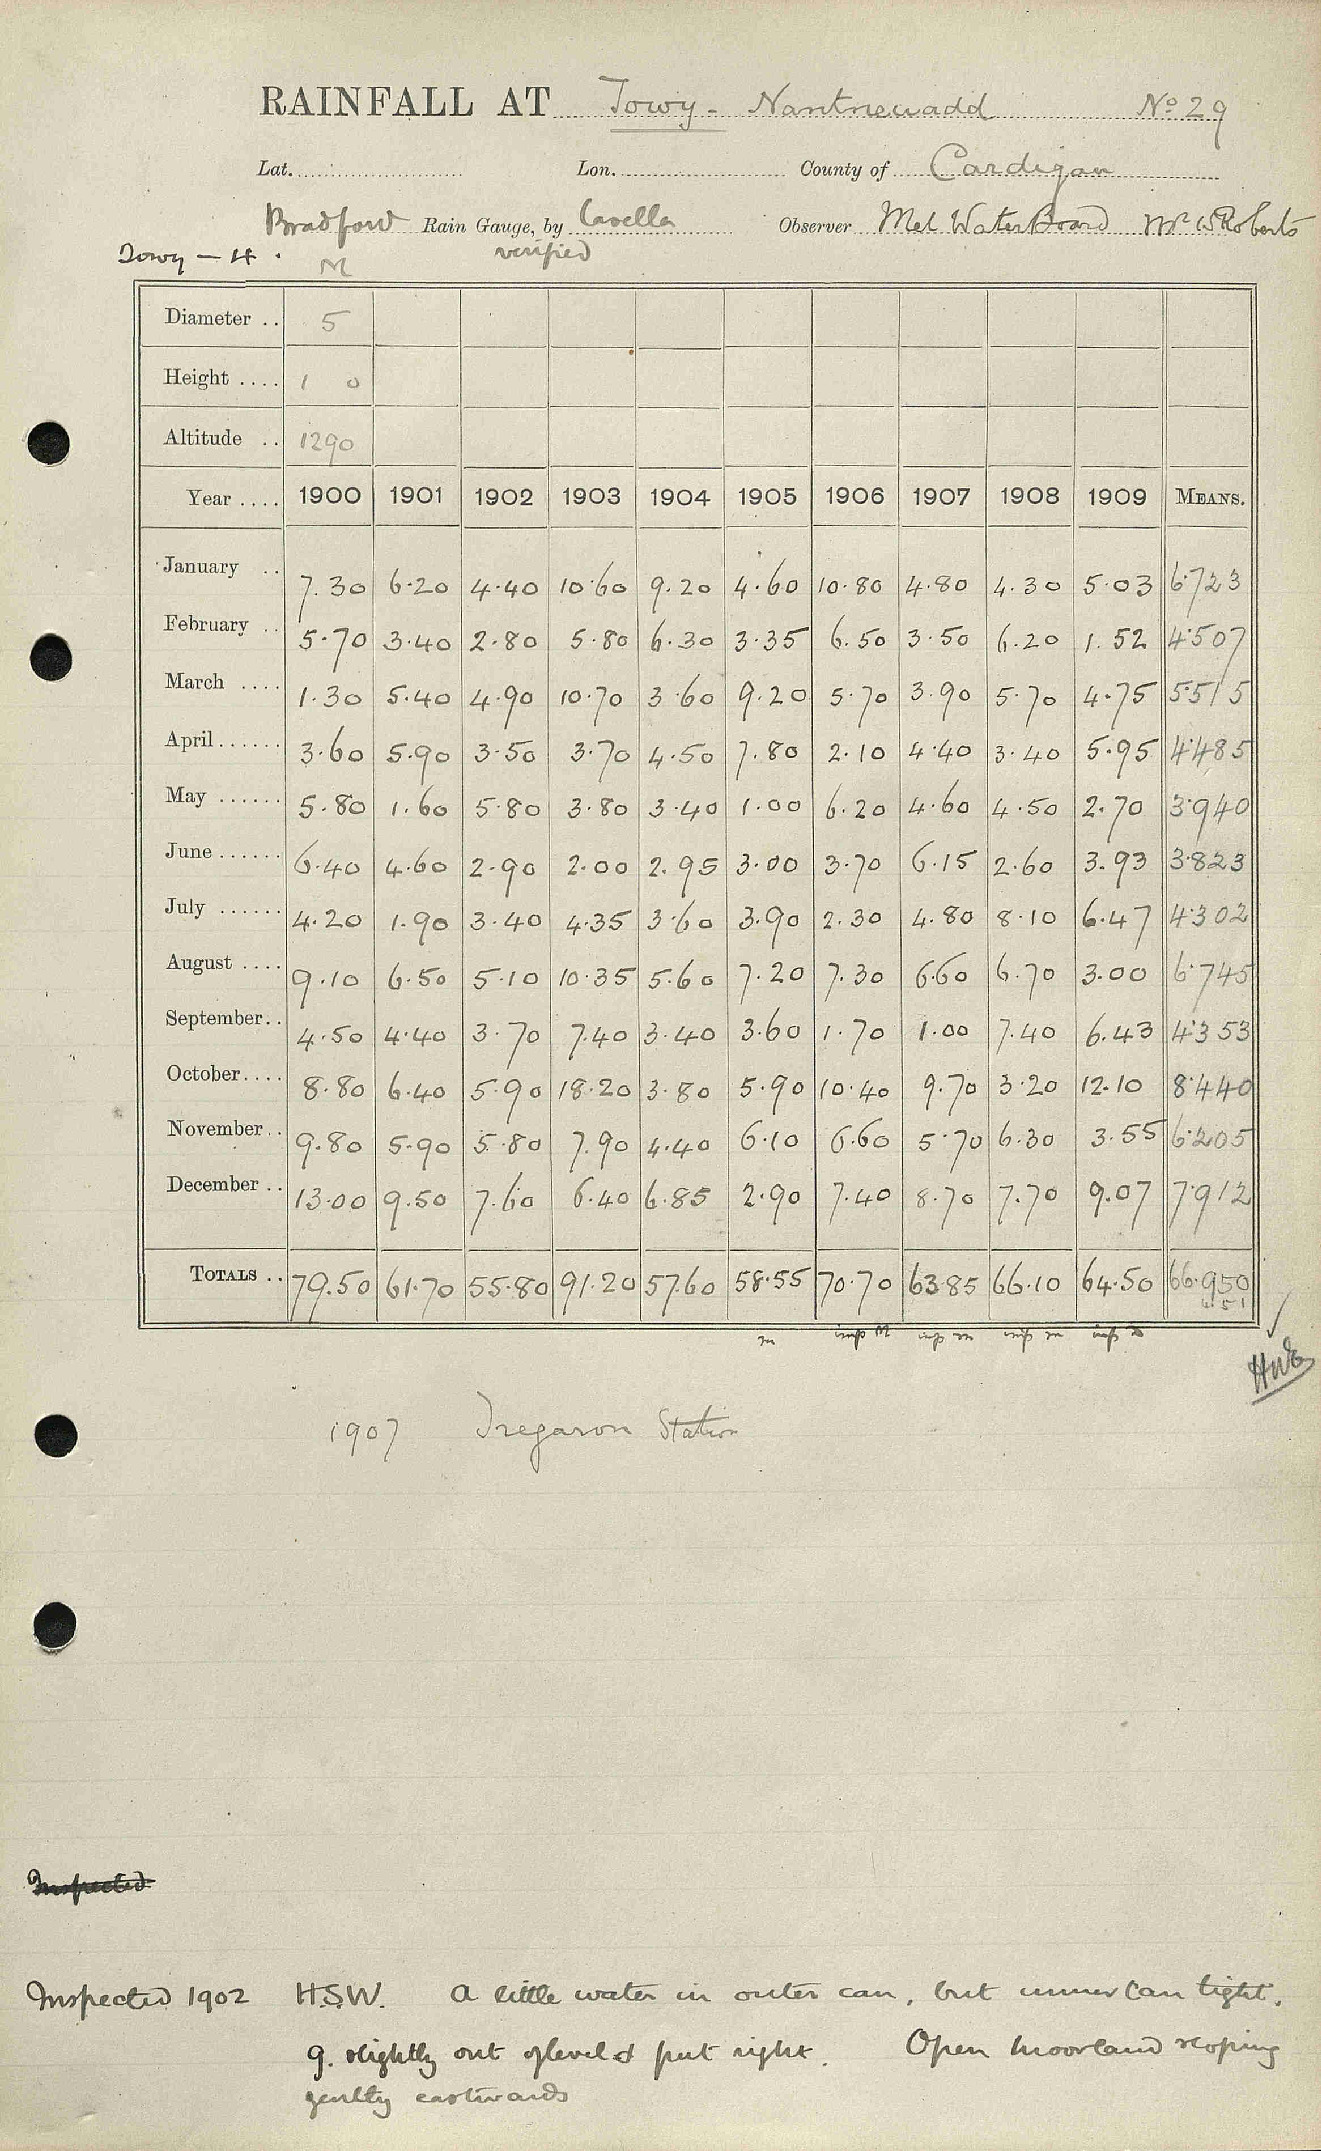 RAINFALL AT Towy - Nantneuadd No 29
Lat. Lon. County of Cardigan
Bradford Rain Gauge, by Casella Observer Met Water Board Mr W Roberts
Towy - 4. M verified
Diameter .. 5
Height .... 1 0
Altitude .. 1290
Year .... 1900 1901 1902 1903 1904 1905 1906 1907 1908 1909 MEANS.
January .. 7.30 6.20 4.40 10.60 9.20 4.60 10.80 4.80 4.30 5.03 6.723
February .. 5.70 3.40 2.80 5.80 6.30 3.35 6.50 3.50 6.20 1.52 4.507
March .... 1.30 5.40 4.90 10.70 3.60 9.20 5.70 3.90 5.70 4.75 5.515
April...... 3.60 5.90 3.50 3.70 4.50 7.80 2.10 4.40 3.40 5.95 4.485
May ...... 5.80 1.60 5.80 3.80 3.40 1.00 6.20 4.60 4.50 2.70 3.940
June ...... 6.40 4.60 2.90 2.00 2.95 3.00 3.70 6.15 2.60 3.93 3.823
July ...... 4.20 1.90 3.40 4.35 3.60 3.90 2.30 4.80 8.10 6.47 4.302
August .... 9.10 6.50 5.10 10.35 5.60 7.20 7.30 6.60 6.70 3.00 6.745
September.. 4.50 4.40 3.70 7.40 3.40 3.60 1.70 1.00 7.40 6.43 4.353
October.... 8.80 6.40 5.90 18.20 3.80 5.90 10.40 9.70 3.20 12.10 8.440
November.. 9.80 5.90 5.80 7.90 4.40 6.10 6.60 5.70 6.30 3.55 6.205
December .. 13.00 9.50 7.60 6.40 6.85 2.90 7.40 8.70 7.70 9.07 7.912
TOTALS .. 79.50 61.70 55.80 91.20 57.60 58.55 70.70 63.85 66.10 64.50 66.950
m imp M imp m imp m imp
1907 Tregaron Station
Inspected
Inspected 1902 H.S.W. A little water in outer can, but inner can tight.
g. slightly out of level & put right. Open moorland sloping
gently eastwards